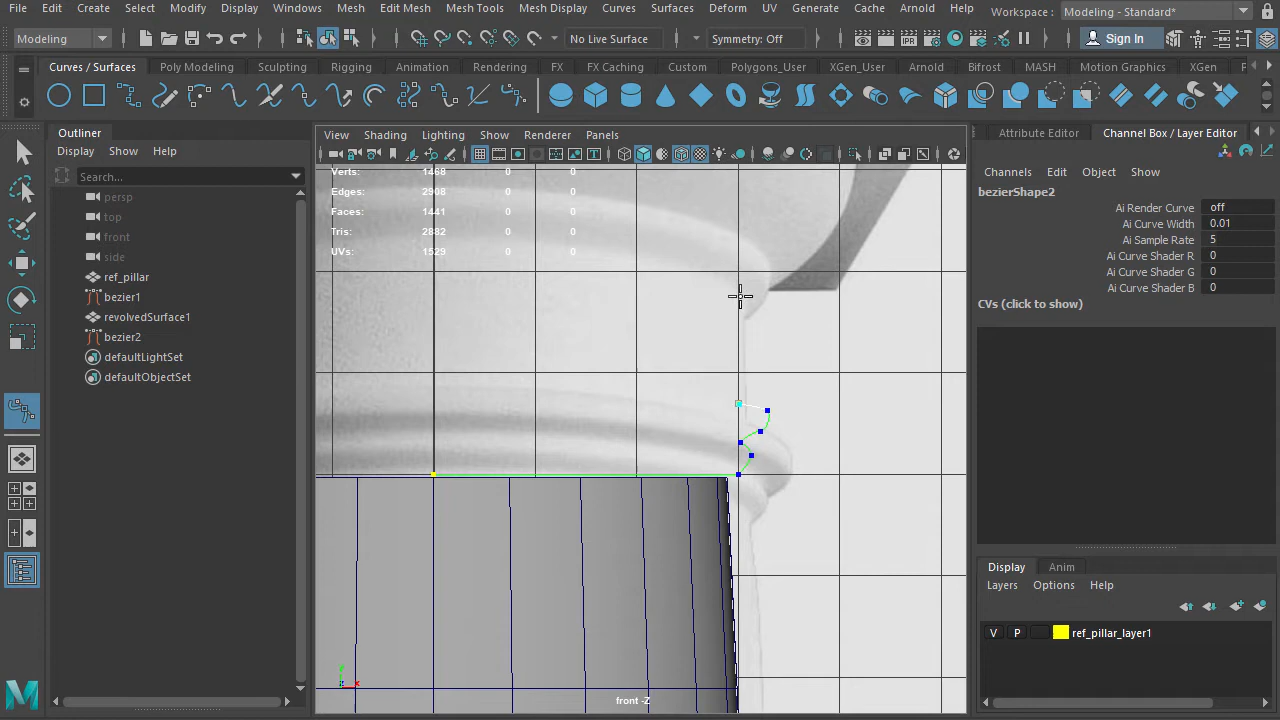 File Edit Create Select Modify Display Windows Mesh Edit Mesh Mesh Tools Mesh Display Curves Surfaces Deform UV Generate Cache Arnold Help Workspace : Modeling - Standard*
Modeling No Live Surface Symmetry: Off Sign In
Curves / Surfaces Poly Modeling Sculpting Rigging Animation Rendering FX FX Caching Custom Polygons_User XGen_User Arnold Bifrost MASH Motion Graphics XGen
Outliner
Display Show Help
Search...
persp
top
front
side
ref_pillar
bezier1
revolvedSurface1
bezier2
defaultLightSet
defaultObjectSet
View Shading Lighting Show Renderer Panels
Verts: 1468 0 0
Edges: 2908 0 0
Faces: 1441 0 0
Tris: 2882 0 0
UVs: 1529 0 0
front -Z
Attribute Editor Channel Box / Layer Editor
Channels Edit Object Show
bezierShape2
Ai Render Curve off
Ai Curve Width 0.01
Ai Sample Rate 5
Ai Curve Shader R 0
Ai Curve Shader G 0
Ai Curve Shader B 0
CVs (click to show)
Display Anim
Layers Options Help
V P ref_pillar_layer1